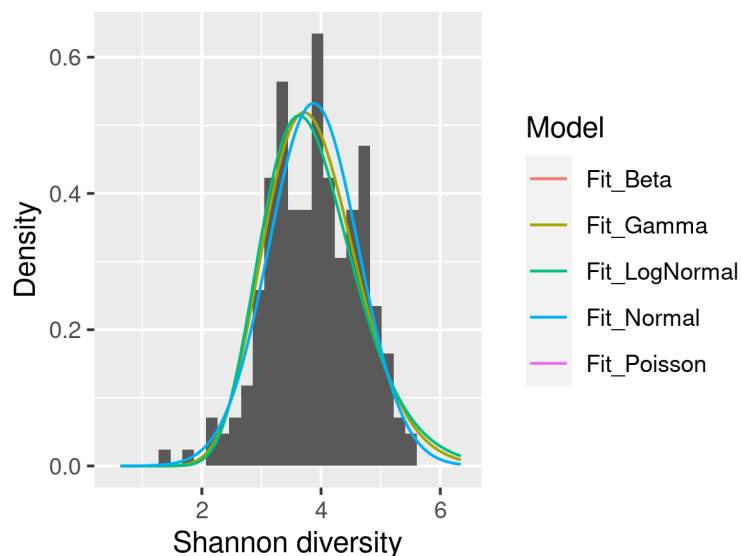 0.6
0.4
0.2
0.0
Density
2 4 6
Shannon diversity
Model
Fit_Beta
Fit_Gamma
Fit_LogNormal
Fit_Normal
Fit_Poisson